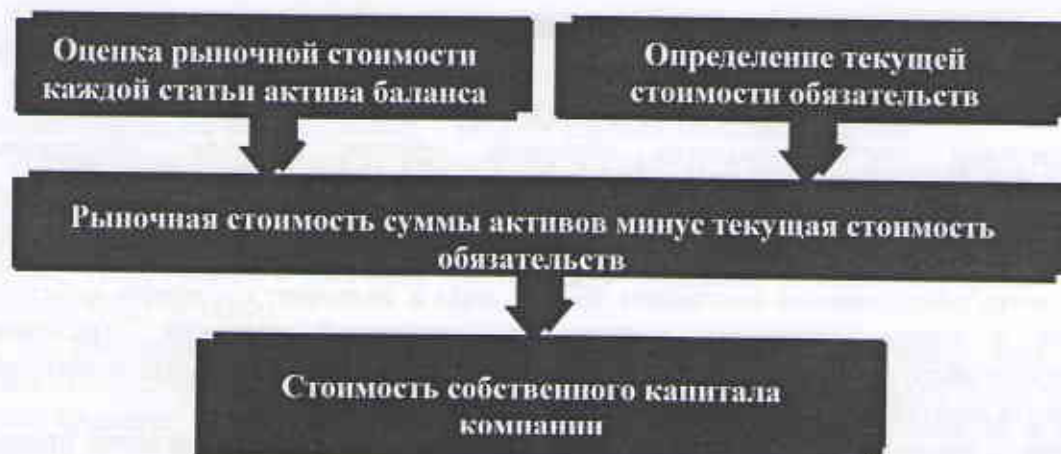 Оценка рыночной стоимости
каждой статьи актива баланса
Определение текущей
стоимости обязательств
Рыночная стоимость суммы активов минус текущая стоимость
обязательств
Стоимость собственного капитала
компании